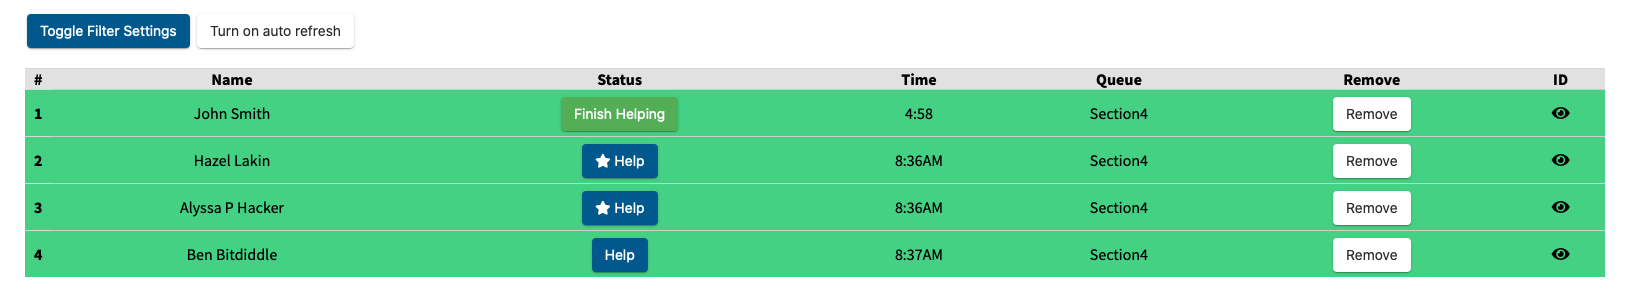 Toggle Filter Settings Turn on auto refresh
# Name Status Time Queue Remove ID
1 John Smith Finish Helping 4:58 Section4 Remove
2 Hazel Lakin Help 8:36AM Section4 Remove
3 Alyssa P Hacker Help 8:36AM Section4 Remove
4 Ben Bitdiddle Help 8:37AM Section4 Remove